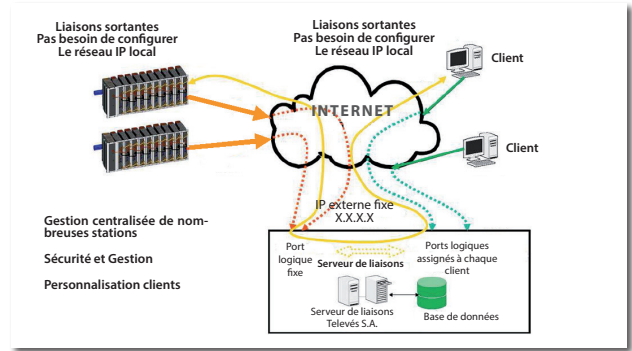 Liaisons sortantes
Pas besoin de configurer
Le réseau IP local
Liaisons sortantes
Pas besoin de configurer
Le réseau IP local
Client
INTERNET
Client
IP externe fixe
X.X.X.X
Gestion centralisée de nom-
breuses stations
Sécurité et Gestion
Personnalisation clients
Port
logique
fixe
Serveur de liaisons
Ports logiques
assignés à chaque
client
Serveur de liaisons
Televés S.A.
Base de données